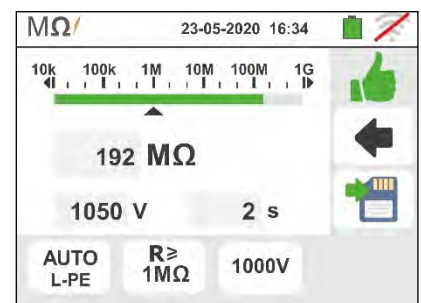 MΩ/ 23-05-2020 16:34
10k 100k 1M 10M 100M 1G
192 MΩ
1050 V 2 s
AUTO L-PE
R≥ 1MΩ
1000V